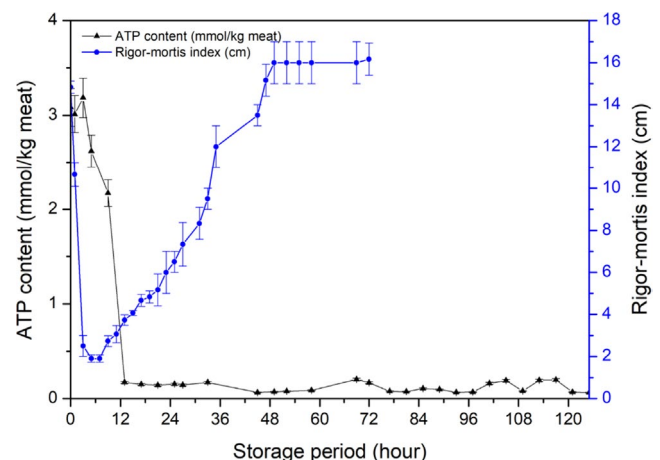 ATP content (mmol/kg meat)
Rigor-mortis index (cm)
4
3
2
1
0
ATP content (mmol/kg meat)
18
16
14
12
10
8
6
4
2
0
Rigor-mortis index (cm)
0 12 24 36 48 60 72 84 96 108 120
Storage period (hour)